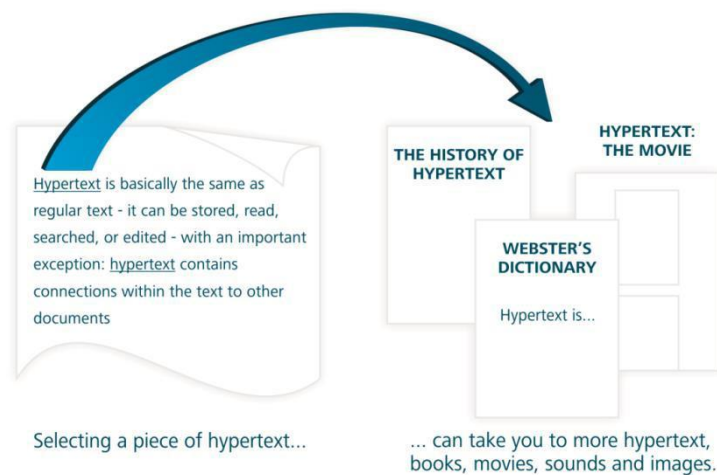 Hypertext is basically the same as
regular text - it can be stored, read,
searched, or edited - with an important
exception: hypertext contains
connections within the text to other
documents
Selecting a piece of hypertext...
THE HISTORY OF
HYPERTEXT
WEBSTER'S
DICTIONARY
Hypertext is...
HYPERTEXT:
THE MOVIE
... can take you to more hypertext,
books, movies, sounds and images.